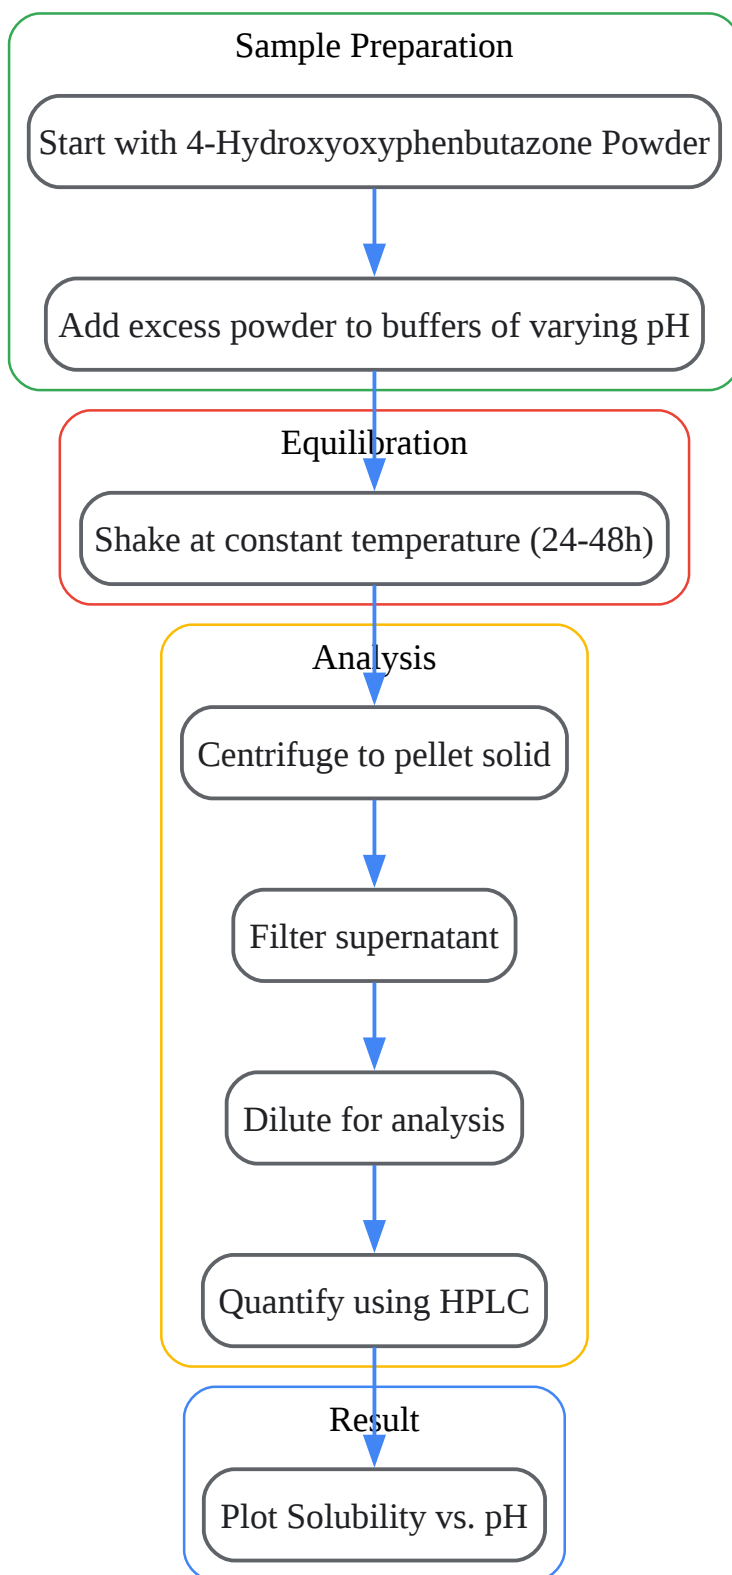 Sample Preparation
Start with 4-Hydroxyoxyphenbutazone Powder
Add excess powder to buffers of varying pH
Equilibration
Shake at constant temperature (24-48h)
Analysis
Centrifuge to pellet solid
Filter supernatant
Dilute for analysis
Quantify using HPLC
Result
Plot Solubility vs. pH